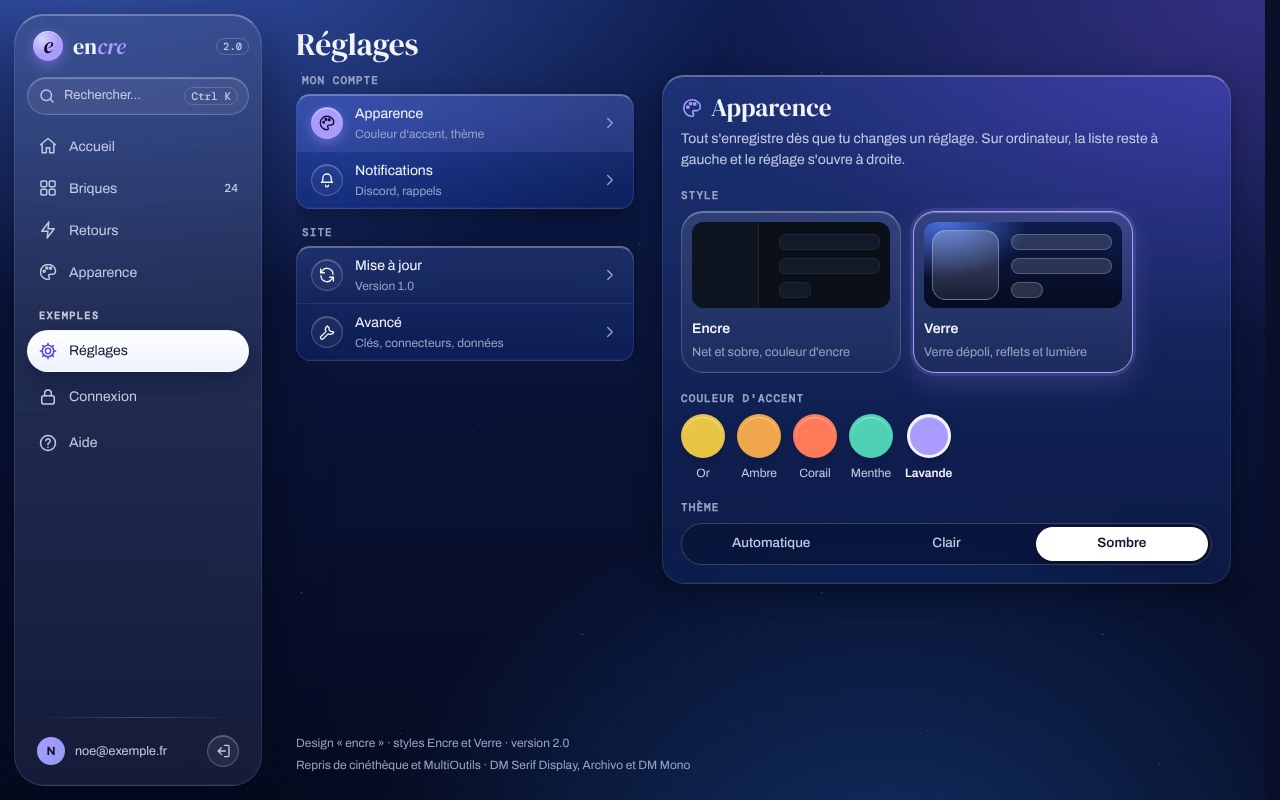 e encre 2.0
Rechercher... Ctrl K
Accueil
Briques 24
Retours
Apparence
EXEMPLES
Réglages
Connexion
Aide
N noe@exemple.fr
Réglages
MON COMPTE
Apparence
Couleur d'accent, thème
Notifications
Discord, rappels
SITE
Mise à jour
Version 1.0
Avancé
Clés, connecteurs, données
Apparence
Tout s'enregistre dès que tu changes un réglage. Sur ordinateur, la liste reste à
gauche et le réglage s'ouvre à droite.
STYLE
Encre
Net et sobre, couleur d'encre
Verre
Verre dépoli, reflets et lumière
COULEUR D'ACCENT
Or Ambre Corail Menthe Lavande
THÈME
Automatique Clair Sombre
Design « encre » · styles Encre et Verre · version 2.0
Repris de cinéthèque et MultiOutils · DM Serif Display, Archivo et DM Mono